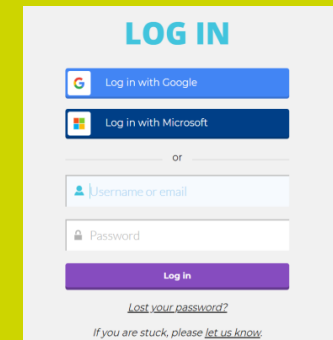 LOG IN
Log in with Google
Log in with Microsoft
or
Username or email
Password
Log in
Lost your password?
If you are stuck, please let us know.